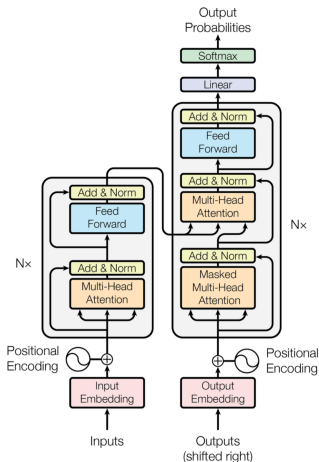 Output
Probabilities
Softmax
Linear
Add & Norm
Feed
Forward
Add & Norm
Multi-Head
Attention
Add & Norm
Masked
Multi-Head
Attention
Nx
Add & Norm
Feed
Forward
Add & Norm
Multi-Head
Attention
Nx
Positional
Encoding
Positional
Encoding
Input
Embedding
Output
Embedding
Inputs
Outputs
(shifted right)